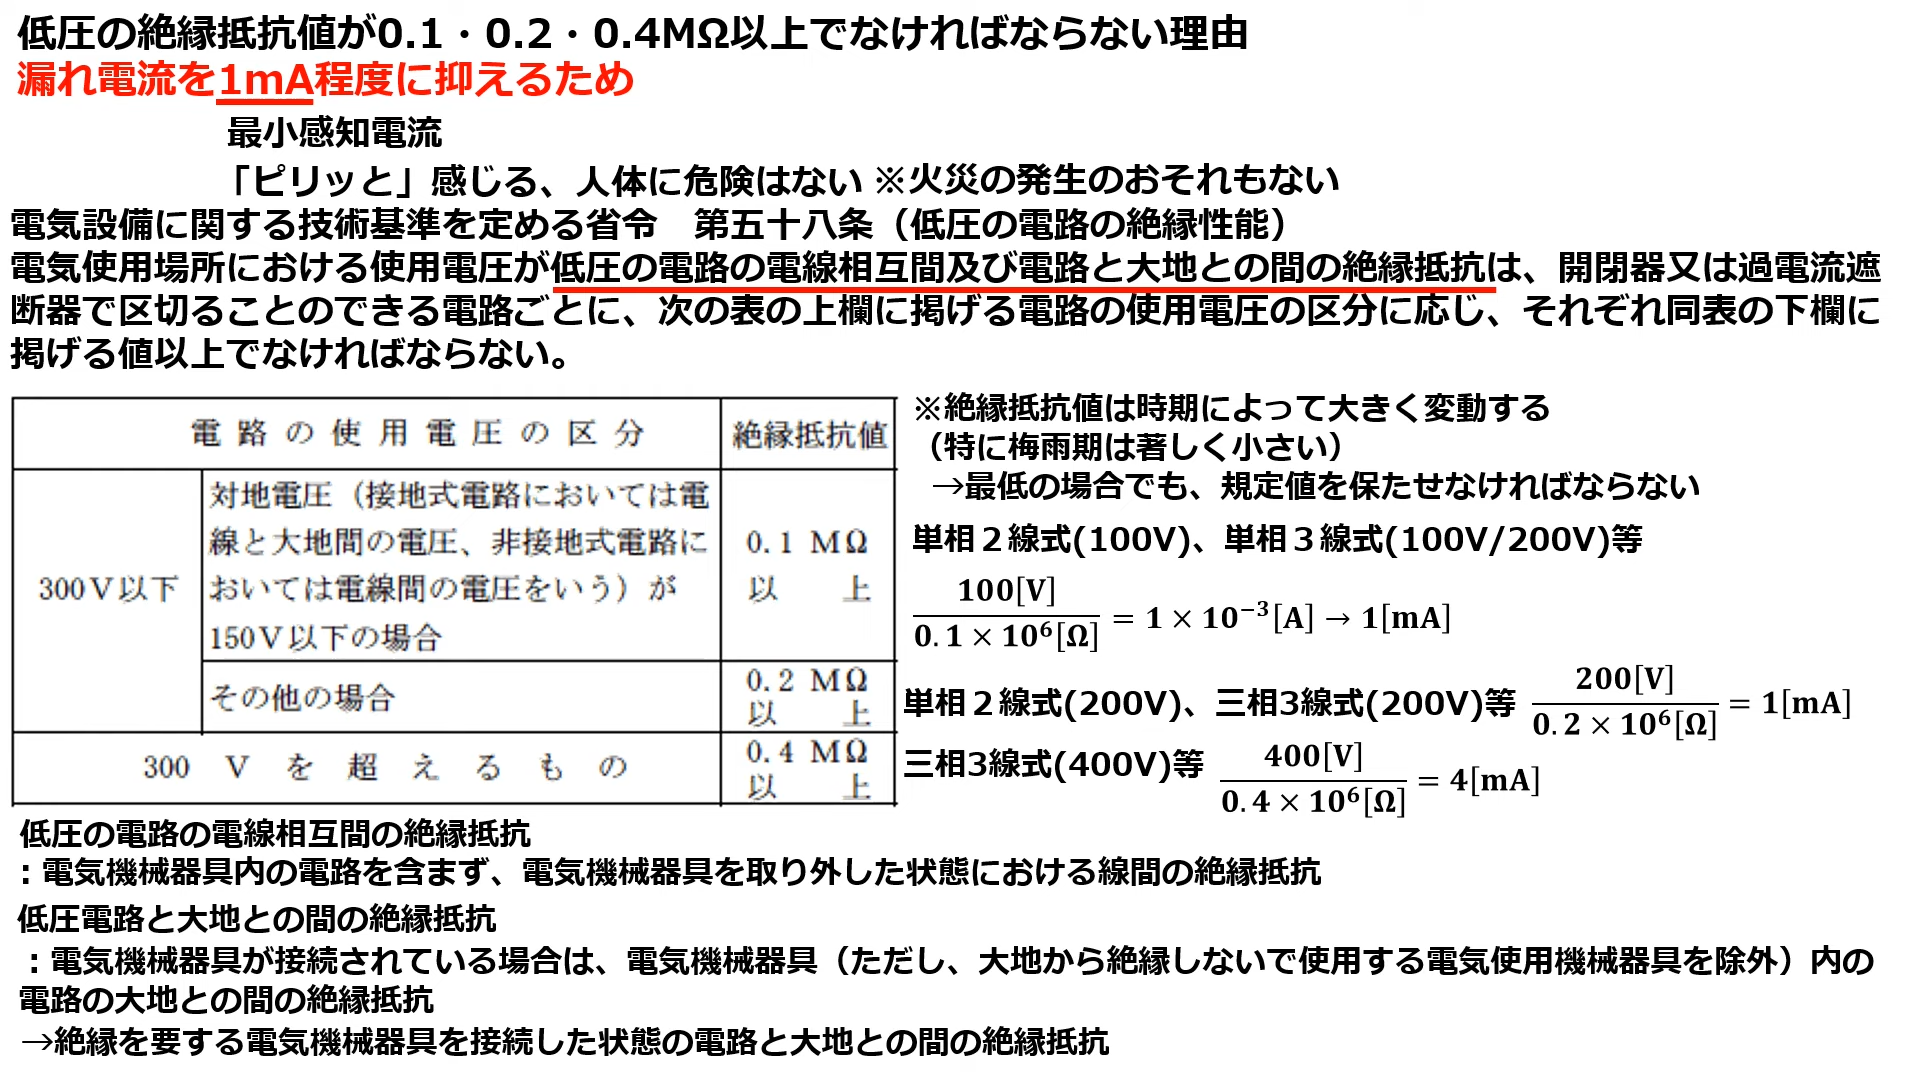 低圧の絶縁抵抗値が0.1・0.2・0.4MΩ以上でなければならない理由
漏れ電流を1mA程度に抑えるため
最小感知電流
「ピリッと」感じる、人体に危険はない ※火災の発生のおそれもない
電気設備に関する技術基準を定める省令　第五十八条（低圧の電路の絶縁性能）
電気使用場所における使用電圧が低圧の電路の電線相互間及び電路と大地との間の絶縁抵抗は、開閉器又は過電流遮
断器で区切ることのできる電路ごとに、次の表の上欄に掲げる電路の使用電圧の区分に応じ、それぞれ同表の下欄に
掲げる値以上でなければならない。
電路の使用電圧の区分 絶縁抵抗値
300V以下
対地電圧（接地式電路においては電
線と大地間の電圧、非接地式電路に
おいては電線間の電圧をいう）が
150V以下の場合
0.1 MΩ
以 上
その他の場合
0.2 MΩ
以 上
300 V を超えるもの
0.4 MΩ
以 上
※絶縁抵抗値は時期によって大きく変動する
（特に梅雨期は著しく小さい）
→最低の場合でも、規定値を保たせなければならない
単相２線式(100V)、単相３線式(100V/200V)等
100[V]
0.1 × 10⁶[Ω] = 1 × 10⁻³[A] → 1[mA]
単相２線式(200V)、三相3線式(200V)等 200[V]
0.2 × 10⁶[Ω] = 1[mA]
三相3線式(400V)等 400[V]
0.4 × 10⁶[Ω] = 4[mA]
低圧の電路の電線相互間の絶縁抵抗
：電気機械器具内の電路を含まず、電気機械器具を取り外した状態における線間の絶縁抵抗
低圧電路と大地との間の絶縁抵抗
：電気機械器具が接続されている場合は、電気機械器具（ただし、大地から絶縁しないで使用する電気使用機械器具を除外）内の
電路の大地との間の絶縁抵抗
→絶縁を要する電気機械器具を接続した状態の電路と大地との間の絶縁抵抗